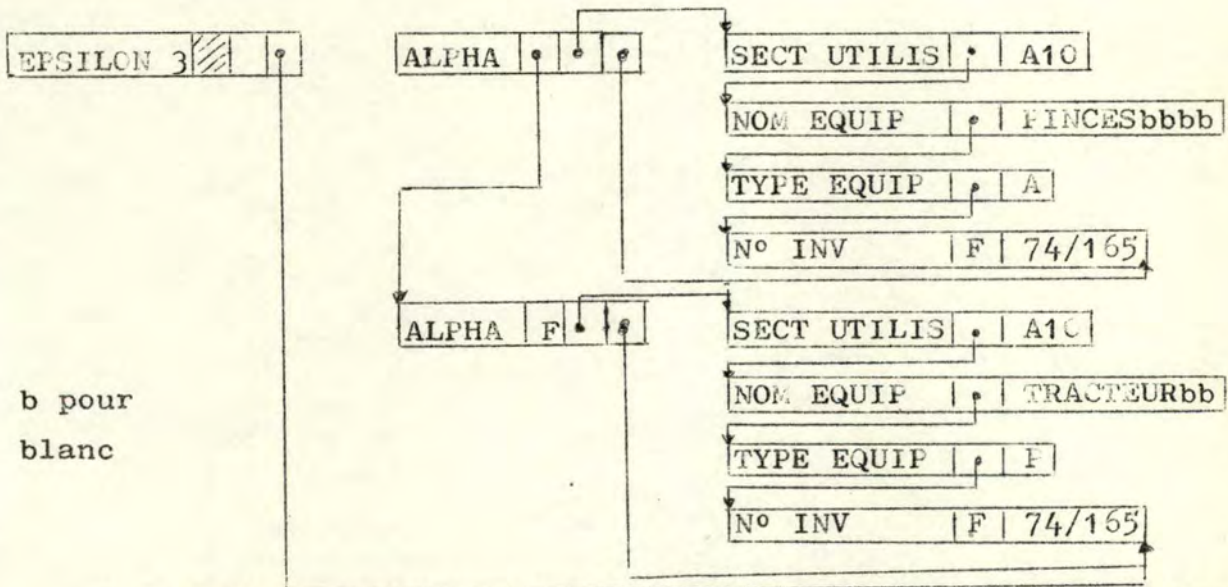 EPSILON 3
ALPHA
SECT UTILIS A10
NOM EQUIP PINCESbbbb
TYPE EQUIP A
Nº INV F 74/165
ALPHA F
SECT UTILIS A10
NOM EQUIP TRACTEURbb
b pour
blanc
TYPE EQUIP P
Nº INV F 74/165